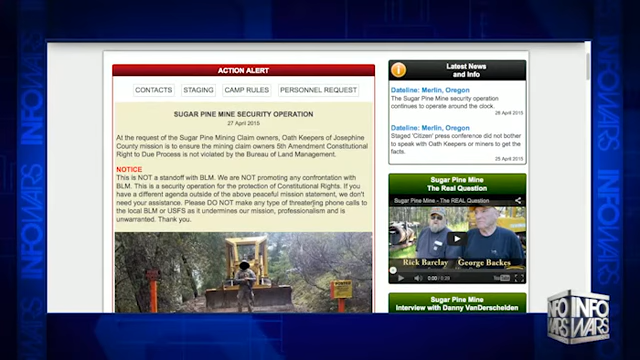 ACTION ALERT
CONTACTS STAGING CAMP RULES PERSONNEL REQUEST
SUGAR PINE MINE SECURITY OPERATION
27 April 2015
At the request of the Sugar Pine Mining Claim owners, Oath Keepers of Josephine
County mission is to ensure the mining claim owners 5th Amendment Constitutional
Right to Due Process is not violated by the Bureau of Land Management.
NOTICE
This is NOT a standoff with BLM. We are NOT promoting any confrontation with
BLM. This is a security operation for the protection of Constitutional Rights. If you
have a different agenda outside of the above peaceful mission statement, we don't
need your assistance. Please DO NOT make any type of threatening phone calls to
the local BLM or USFS as it undermines our mission, professionalism and is
unwarranted. Thank you.
Latest News
and Info
Dateline: Merlin, Oregon
The Sugar Pine Mine security operation
continues to operate around the clock.
26 April 2015
Dateline: Merlin, Oregon
Staged 'Citizen' press conference did not bother
to speak with Oath Keepers or miners to get the
facts.
25 April 2015
Sugar Pine Mine
The Real Question
Sugar Pine Mine - The REAL Question
Rick Barclay George Backes
0:00 / 6:28
YouTube
Sugar Pine Mine
Interview with Danny VanDerschelden
INFOWARS
INFOWARS
INFO
WARS
INFO
WARS